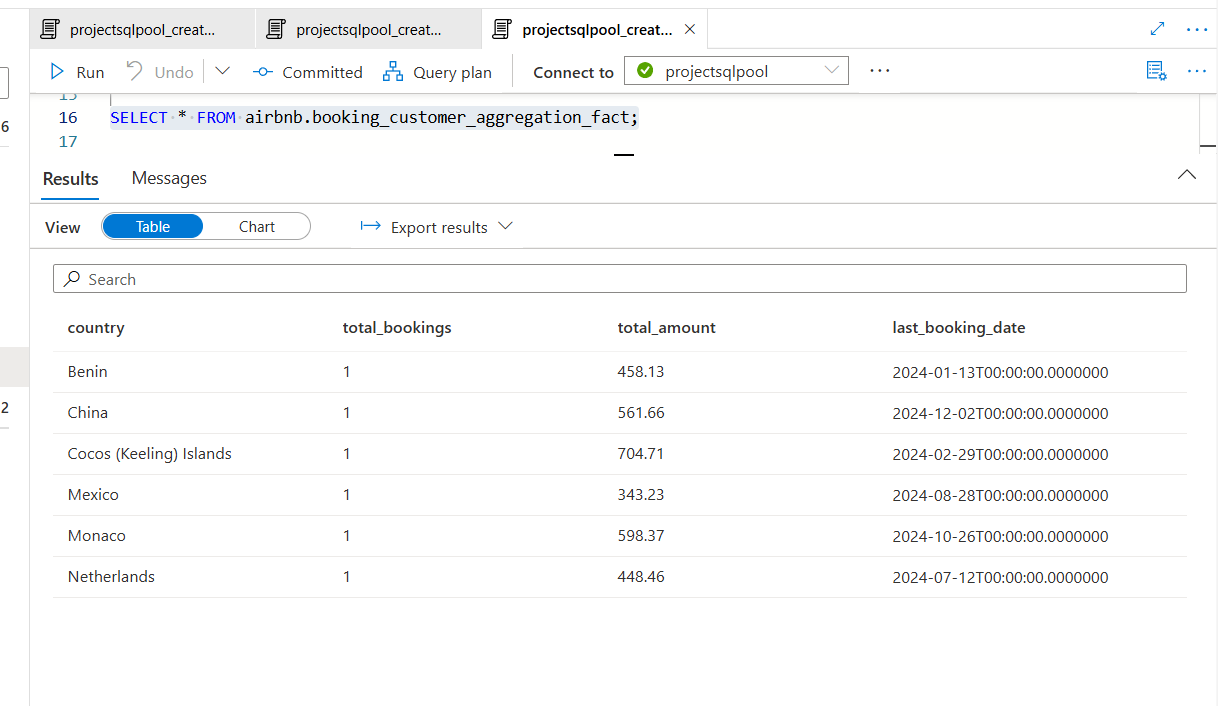 projectsqlpool_creat... projectsqlpool_creat... projectsqlpool_creat...
Run Undo Committed Query plan Connect to projectsqlpool ...
15
6
16 SELECT * FROM airbnb.booking_customer_aggregation_fact;
17
Results Messages
View Table Chart Export results
Search
country total_bookings total_amount last_booking_date
Benin 1 458.13 2024-01-13T00:00:00.0000000
2
China 1 561.66 2024-12-02T00:00:00.0000000
Cocos (Keeling) Islands 1 704.71 2024-02-29T00:00:00.0000000
Mexico 1 343.23 2024-08-28T00:00:00.0000000
Monaco 1 598.37 2024-10-26T00:00:00.0000000
Netherlands 1 448.46 2024-07-12T00:00:00.0000000